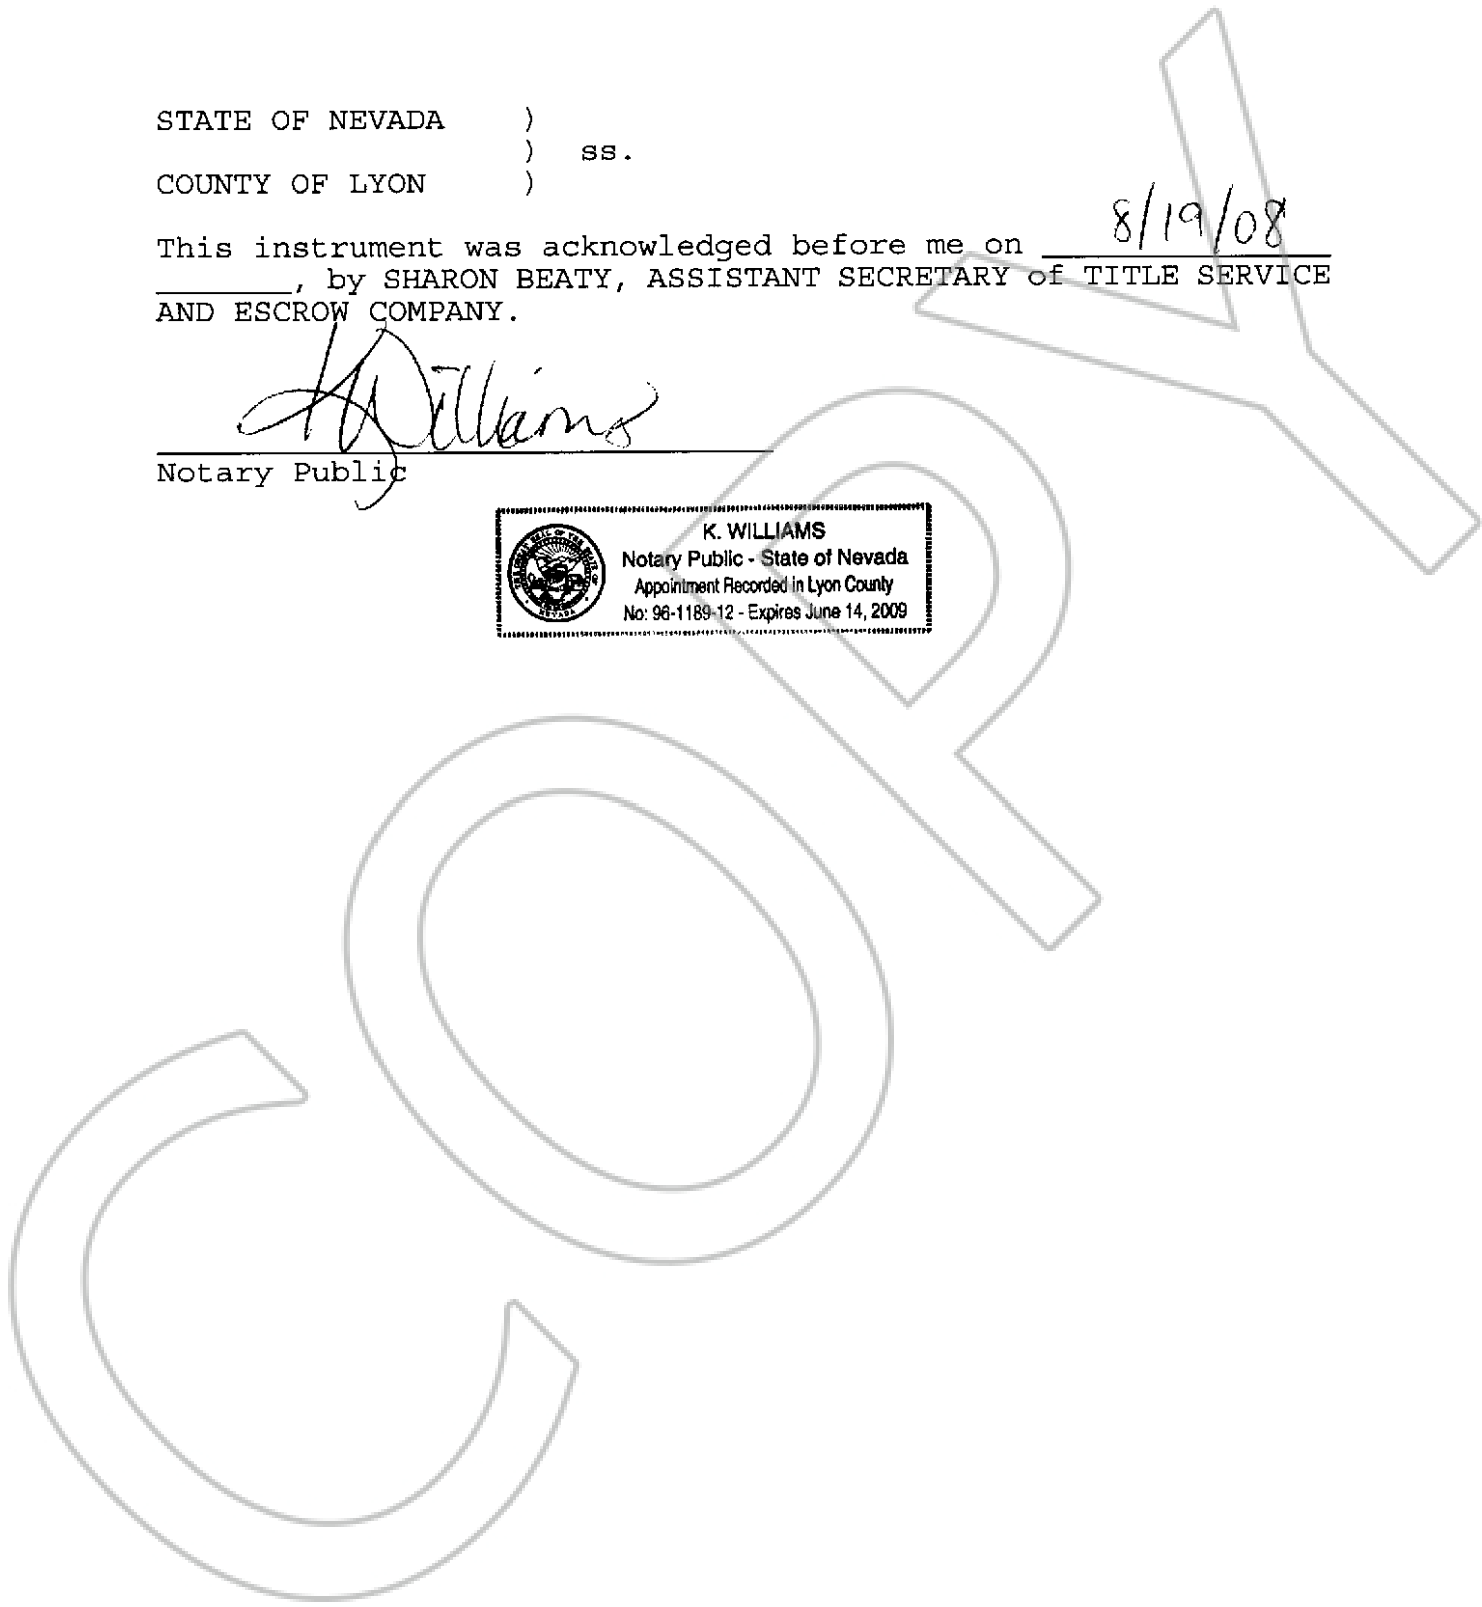 STATE OF NEVADA )
) ss.
COUNTY OF LYON )
This instrument was acknowledged before me on 8/19/08
_______, by SHARON BEATY, ASSISTANT SECRETARY of TITLE SERVICE
AND ESCROW COMPANY.
KWilliams
Notary Public
K. WILLIAMS
Notary Public - State of Nevada
Appointment Recorded in Lyon County
No: 96-1189-12 - Expires June 14, 2009
COPY